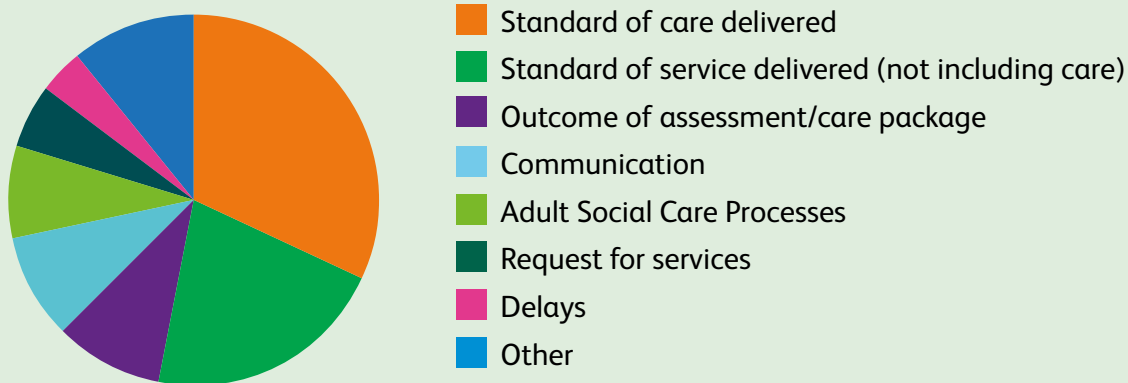 Standard of care delivered
Standard of service delivered (not including care)
Outcome of assessment/care package
Communication
Adult Social Care Processes
Request for services
Delays
Other